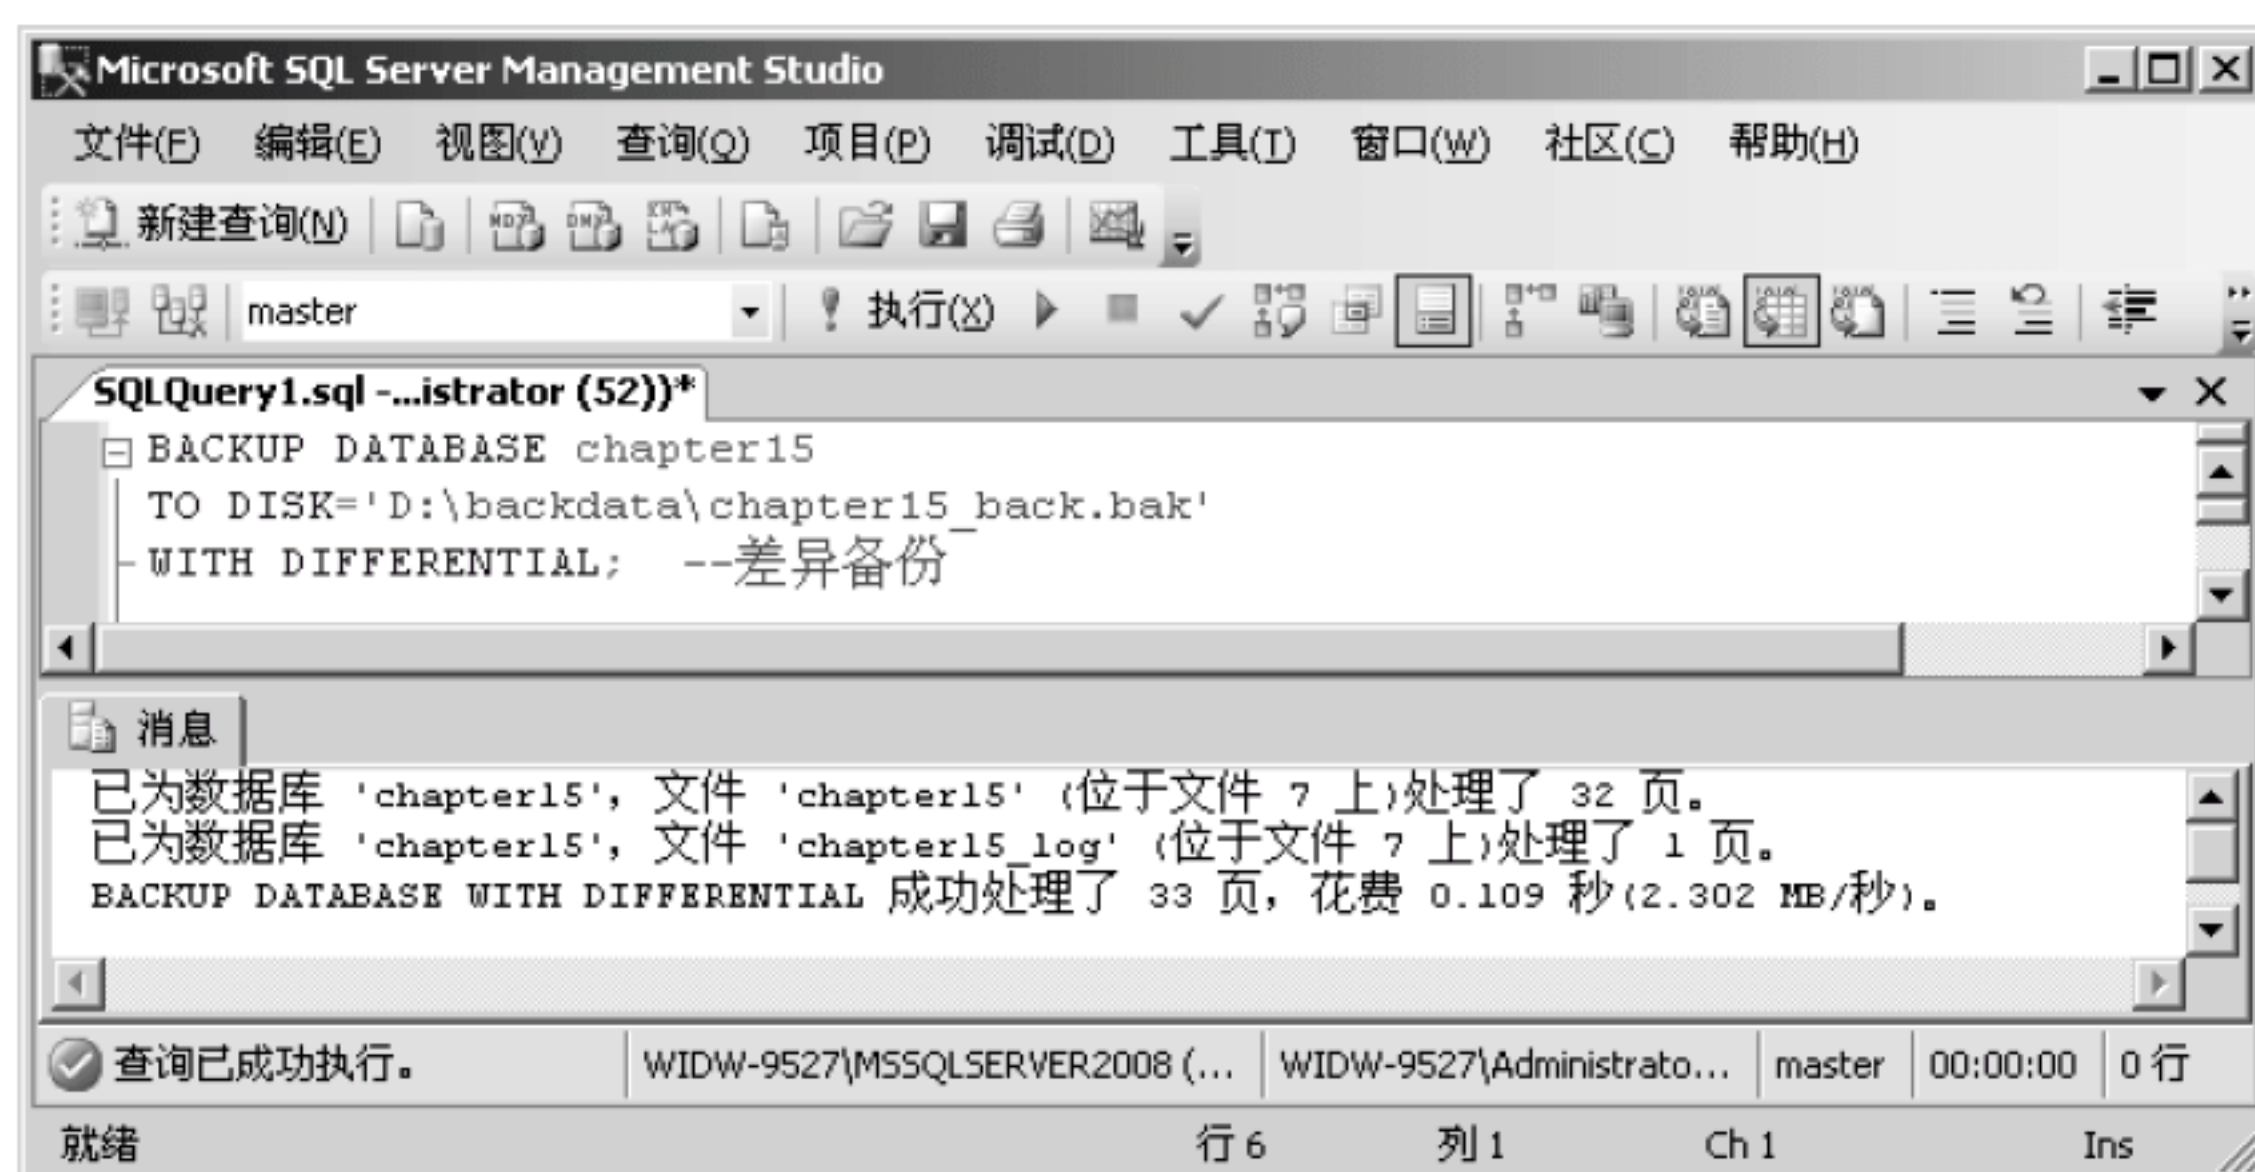 Microsoft SQL Server Management Studio
文件(F) 编辑(E) 视图(V) 查询(Q) 项目(P) 调试(D) 工具(T) 窗口(W) 社区(C) 帮助(H)
新建查询(N)
master 执行(X)
SQLQuery1.sql -...istrator (52))*
BACKUP DATABASE chapter15
TO DISK='D:\backdata\chapter15_back.bak'
WITH DIFFERENTIAL; --差异备份
消息
已为数据库 'chapter15'，文件 'chapter15' (位于文件 7 上)处理了 32 页。
已为数据库 'chapter15'，文件 'chapter15_log' (位于文件 7 上)处理了 1 页。
BACKUP DATABASE WITH DIFFERENTIAL 成功处理了 33 页，花费 0.109 秒(2.302 MB/秒)。
查询已成功执行。 WIDW-9527\MSSQLSERVER2008 (... WIDW-9527\Administrato... master 00:00:00 0 行
就绪 行 6 列 1 Ch 1 Ins